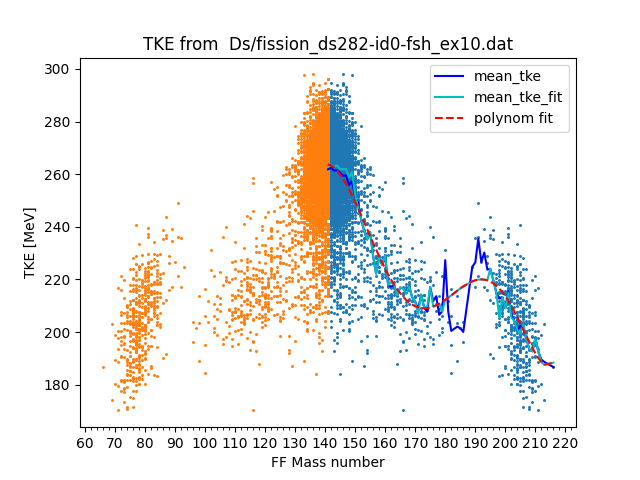 TKE from  Ds/fission_ds282-id0-fsh_ex10.dat
300
280
260
240
220
200
180
TKE [MeV]
mean_tke
mean_tke_fit
polynom fit
60 70 80 90 100 110 120 130 140 150 160 170 180 190 200 210 220
FF Mass number